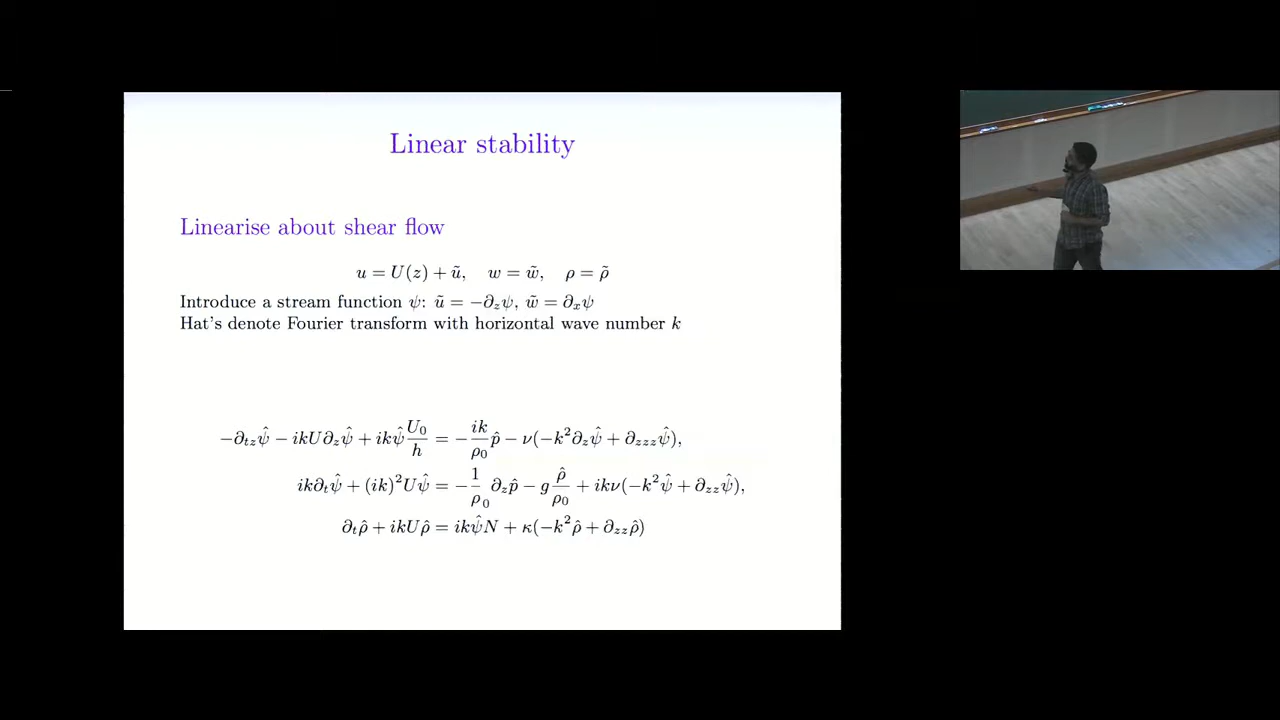 Linear stability
Linearise about shear flow
u = U(z) + ũ, w = w̃, ρ = ρ̃
Introduce a stream function ψ: ũ = −∂_zψ, w̃ = ∂_xψ
Hat's denote Fourier transform with horizontal wave number k
−∂_{tz}ψ̂ − ikU∂_zψ̂ + ikψ̂ U_0/h = −(ik/ρ_0) p̂ − ν(−k²∂_zψ̂ + ∂_{zzz}ψ̂),
ik∂_tψ̂ + (ik)²Uψ̂ = −(1/ρ_0) ∂_zp̂ − g ρ̂/ρ_0 + ikν(−k²ψ̂ + ∂_{zz}ψ̂),
∂_tρ̂ + ikUρ̂ = ikψ̂N + κ(−k²ρ̂ + ∂_{zz}ρ̂)